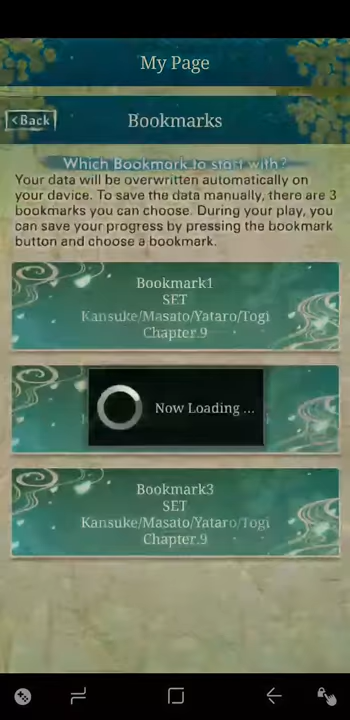 My Page
<Back
Bookmarks
Which Bookmark to start with?
Your data will be overwritten automatically on
your device. To save the data manually, there are 3
bookmarks you can choose. During your play, you
can save your progress by pressing the bookmark
button and choose a bookmark.
Bookmark1
SET
Kansuke/Masato/Yataro/Togi
Chapter.9
Now Loading ...
Bookmark3
SET
Kansuke/Masato/Yataro/Togi
Chapter.9